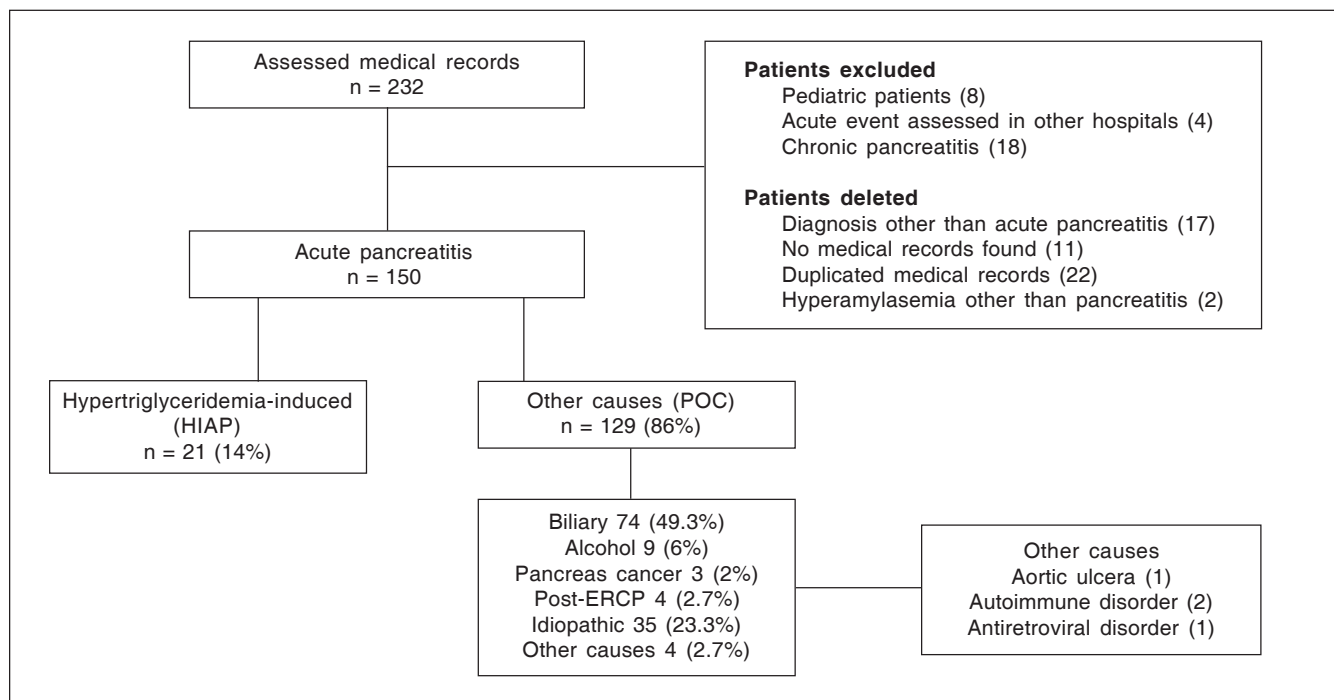 Assessed medical records
n = 232
Patients excluded
Pediatric patients (8)
Acute event assessed in other hospitals (4)
Chronic pancreatitis (18)
Patients deleted
Diagnosis other than acute pancreatitis (17)
No medical records found (11)
Duplicated medical records (22)
Hyperamylasemia other than pancreatitis (2)
Acute pancreatitis
n = 150
Hypertriglyceridemia-induced
(HIAP)
n = 21 (14%)
Other causes (POC)
n = 129 (86%)
Biliary 74 (49.3%)
Alcohol 9 (6%)
Pancreas cancer 3 (2%)
Post-ERCP 4 (2.7%)
Idiopathic 35 (23.3%)
Other causes 4 (2.7%)
Other causes
Aortic ulcera (1)
Autoimmune disorder (2)
Antiretroviral disorder (1)